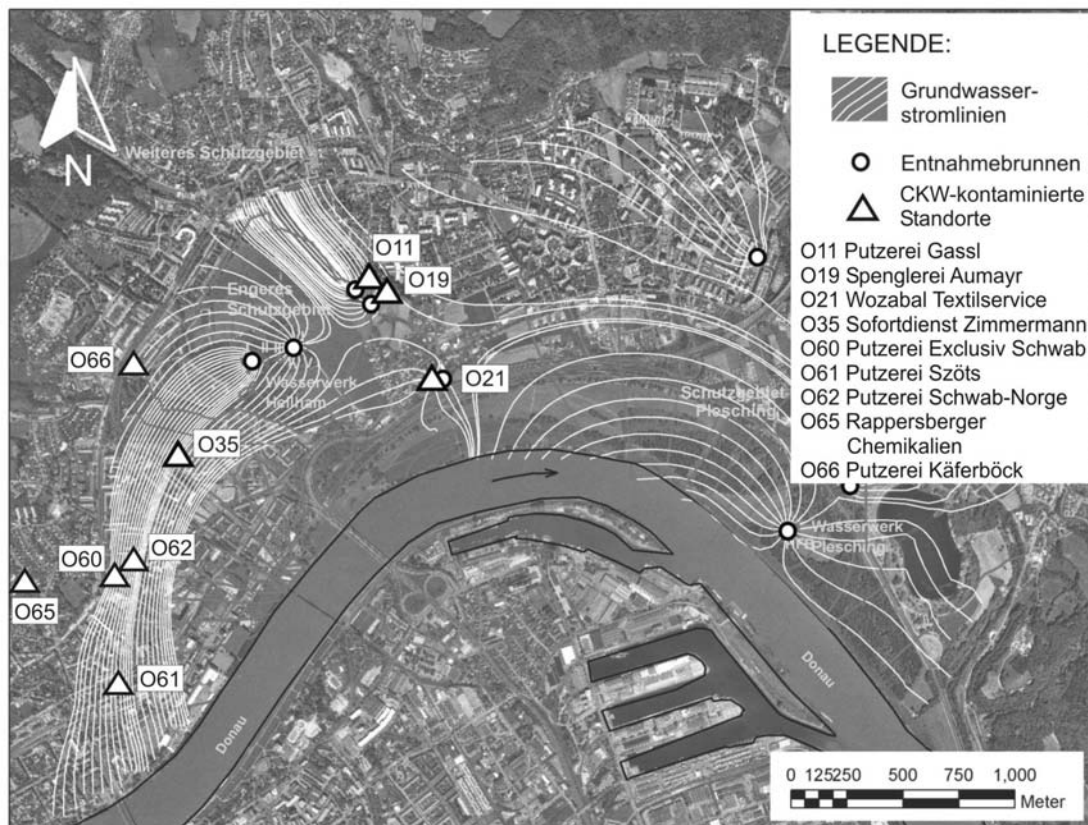 LEGENDE:
Grundwasser-
stromlinien
Entnahmebrunnen
CKW-kontaminierte
Standorte
O11 Putzerei Gassl
O19 Spenglerei Aumayr
O21 Wozabal Textilservice
O35 Sofortdienst Zimmermann
O60 Putzerei Exclusiv Schwab
O61 Putzerei Szöts
O62 Putzerei Schwab-Norge
O65 Rappersberger
Chemikalien
O66 Putzerei Käferböck
N
Weiteres Schutzgebiet
O11
O19
Engeres
Schutzgebiet
O66
Wasserwerk
Heilham
O21
Schutzgebiet
Plesching
O35
Wasserwerk
Plesching
O62
O60
O65
O61
Donau
Donau
0 125250 500 750 1,000
Meter